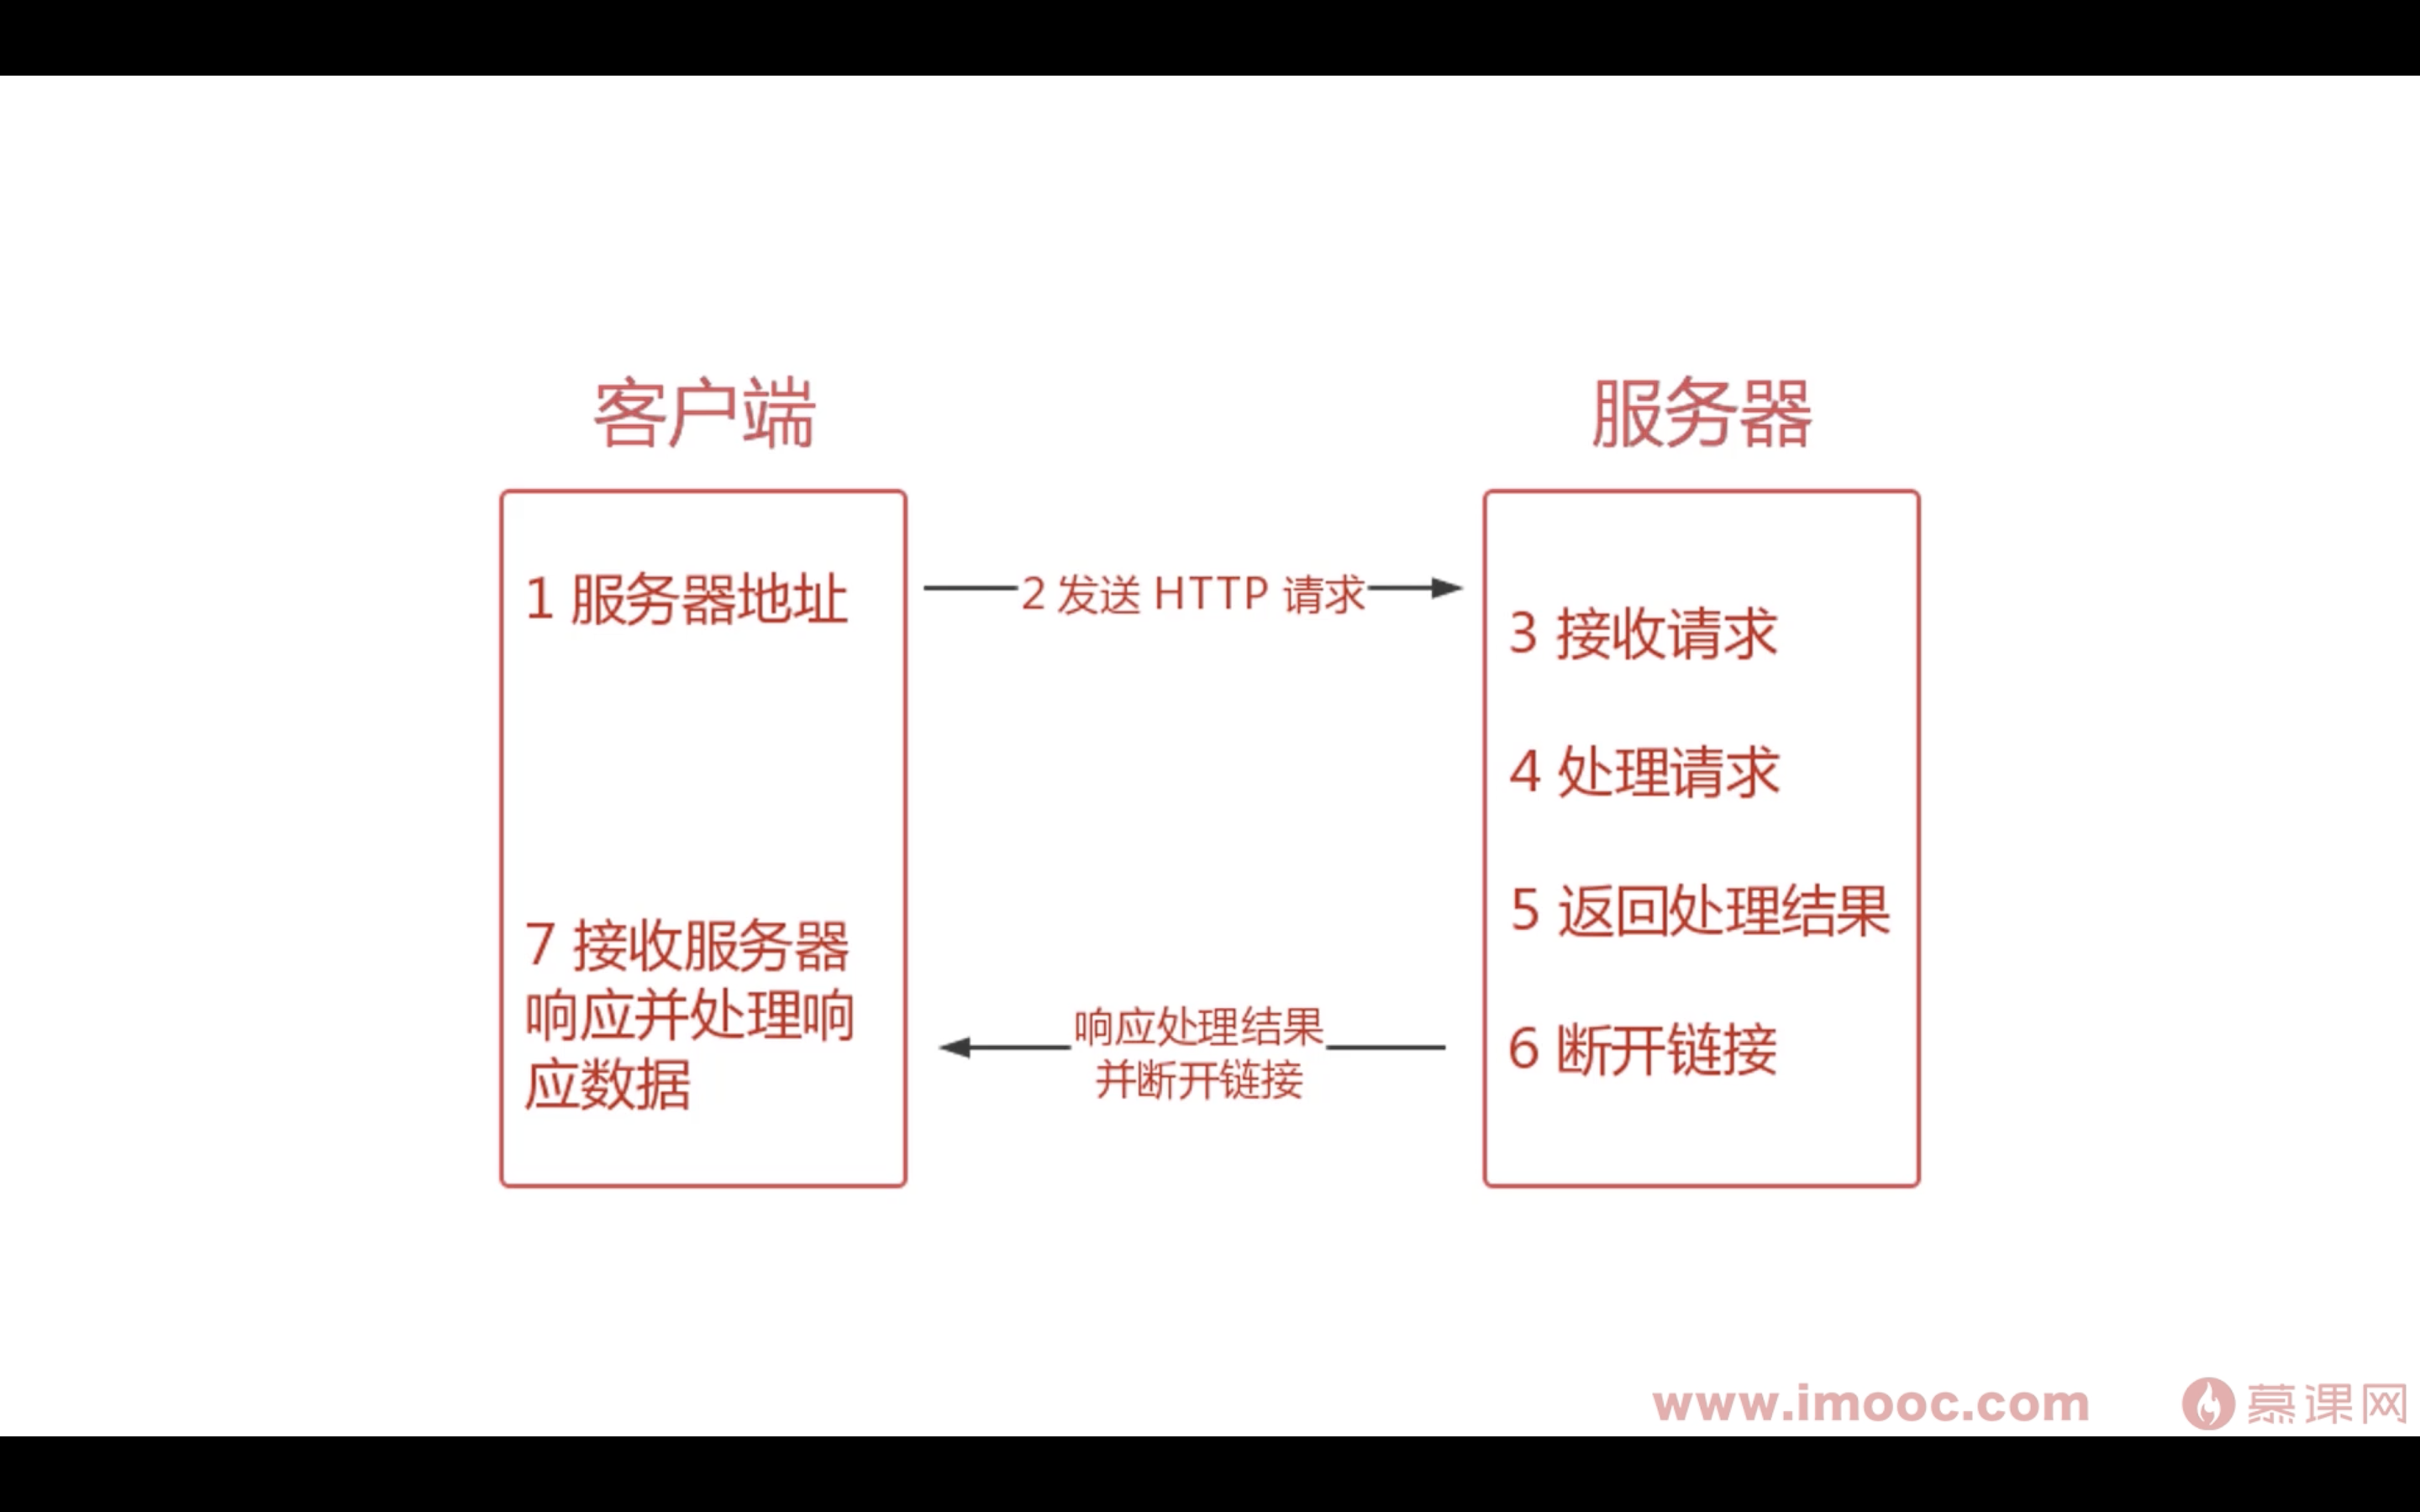 客户端
服务器
1 服务器地址
2 发送 HTTP 请求
3 接收请求
4 处理请求
5 返回处理结果
6 断开链接
7 接收服务器
响应并处理响
应数据
响应处理结果
并断开链接
www.imooc.com
慕课网